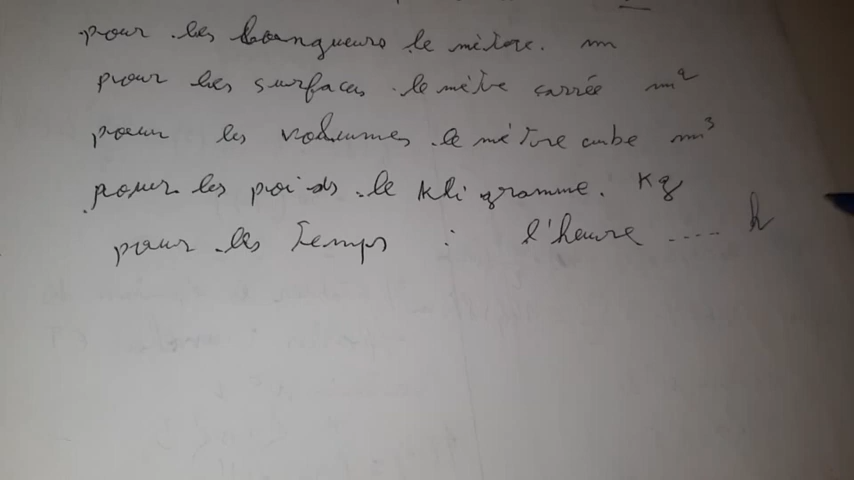 pour les longueurs le mètre. m
pour les surfaces le mètre carrée m²
pour les volumes le mètre cube m³
pour les poids le kligramme. Kg
pour les Temps : l'heure .... h